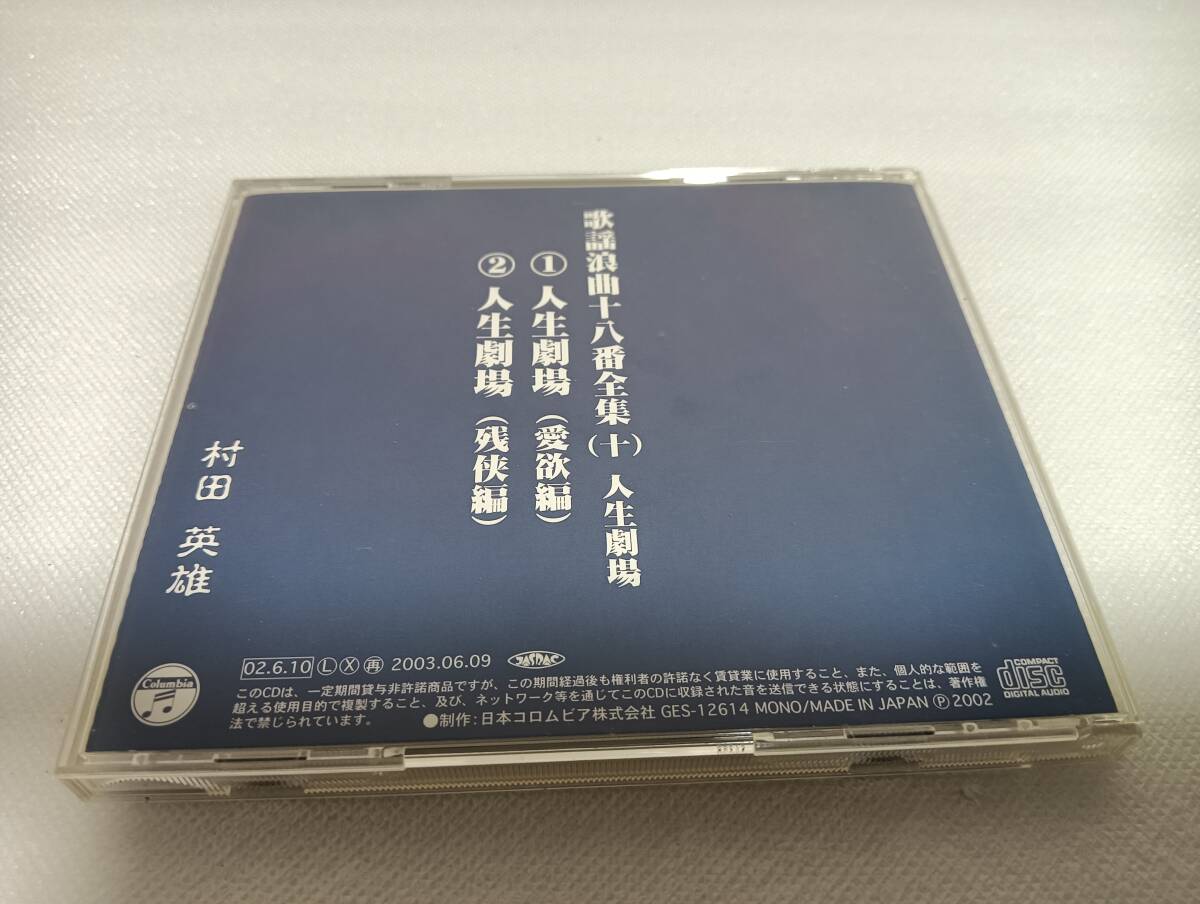 歌謡浪曲十八番全集(十) 人生劇場
① 人生劇場(愛欲編)
② 人生劇場(残侠編)
村田 英雄
02.6.10 Ⓛ Ⓧ ㊢ 2003.06.09 JASRAC
このCDは、一定期間貸与非許諾商品ですが、この期間経過後も権利者の許諾なく賃貸業に使用すること、また、個人的な範囲を
超える使用目的で複製すること、及び、ネットワーク等を通じてこのCDに収録された音を送信できる状態にすることは、著作権
法で禁じられています。 ●制作:日本コロムビア株式会社 GES-12614 MONO/MADE IN JAPAN Ⓟ2002
Columbia
COMPACT
disc
DIGITAL AUDIO